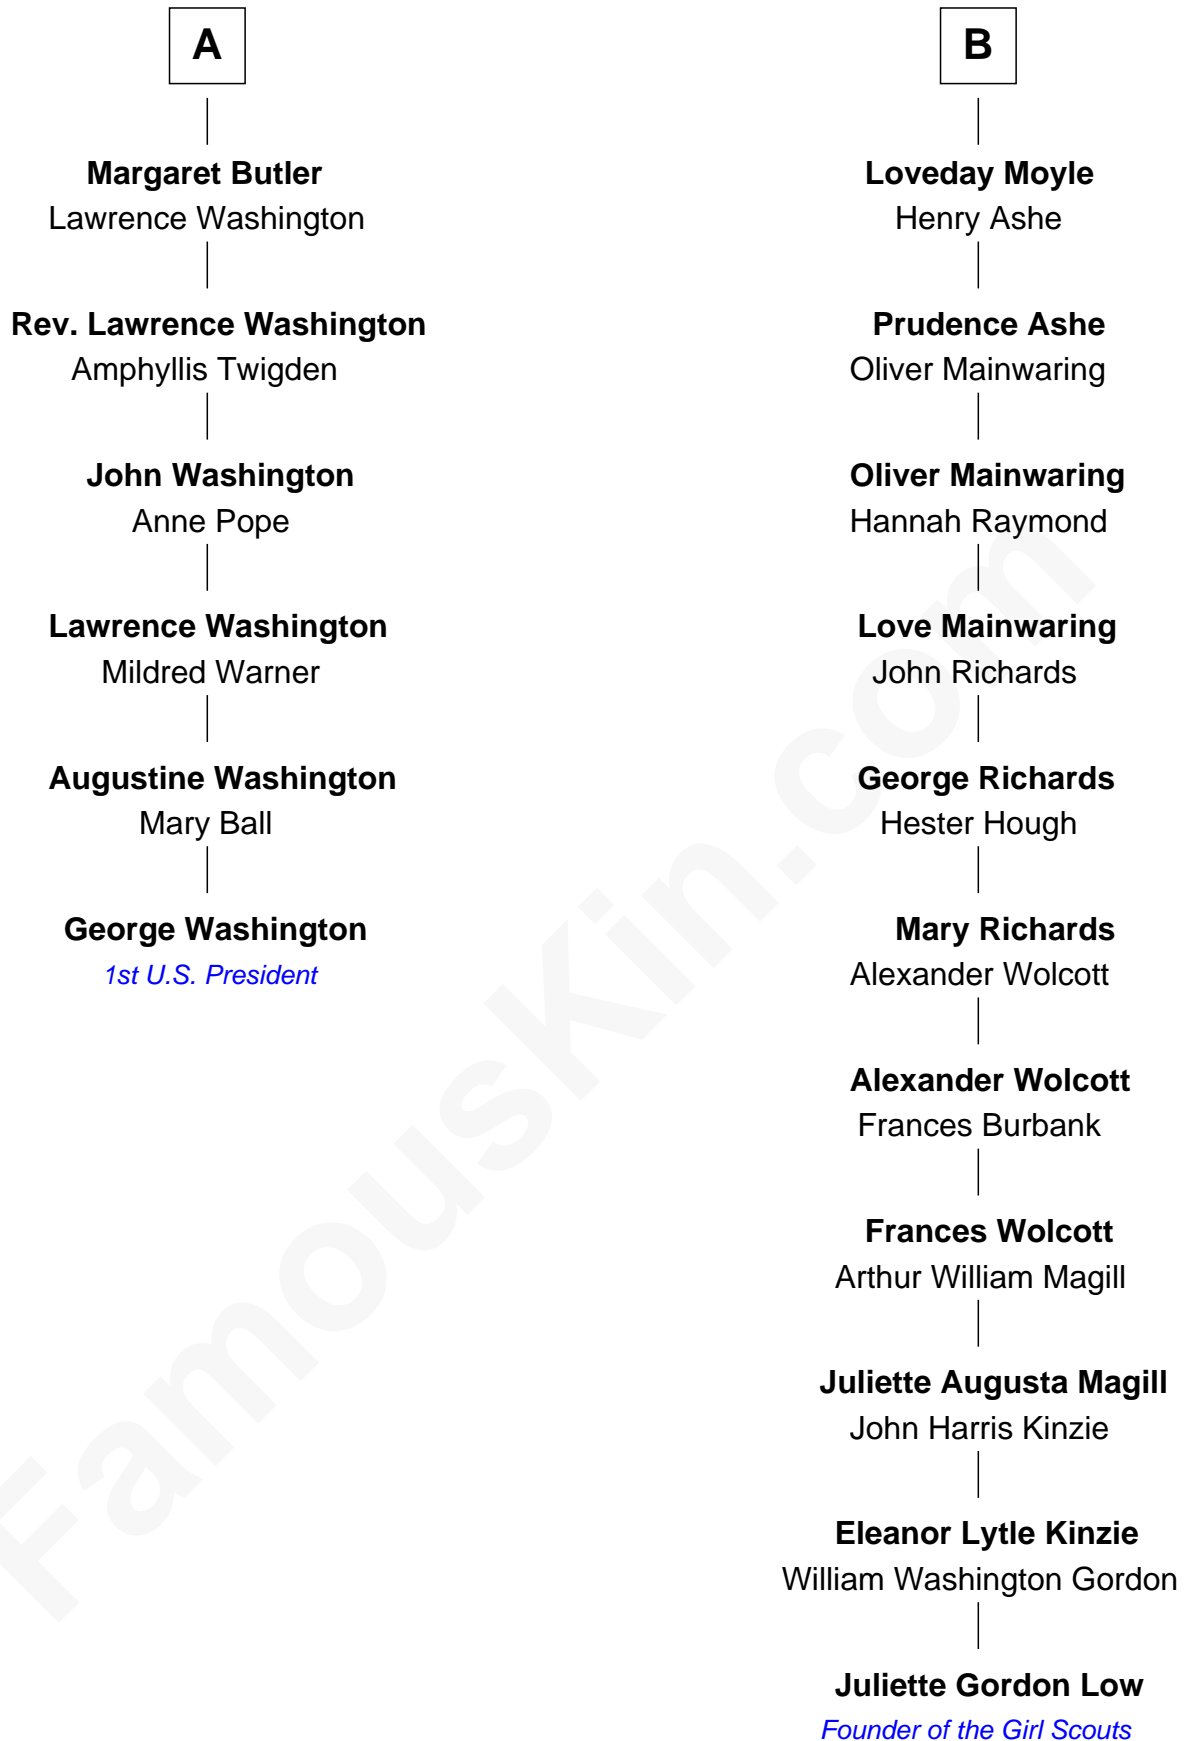 A
Margaret Butler
Lawrence Washington
Rev. Lawrence Washington
Amphyllis Twigden
John Washington
Anne Pope
Lawrence Washington
Mildred Warner
Augustine Washington
Mary Ball
George Washington
1st U.S. President
B
Loveday Moyle
Henry Ashe
Prudence Ashe
Oliver Mainwaring
Oliver Mainwaring
Hannah Raymond
Love Mainwaring
John Richards
George Richards
Hester Hough
Mary Richards
Alexander Wolcott
Alexander Wolcott
Frances Burbank
Frances Wolcott
Arthur William Magill
Juliette Augusta Magill
John Harris Kinzie
Eleanor Lytle Kinzie
William Washington Gordon
Juliette Gordon Low
Founder of the Girl Scouts
FamousKin.com